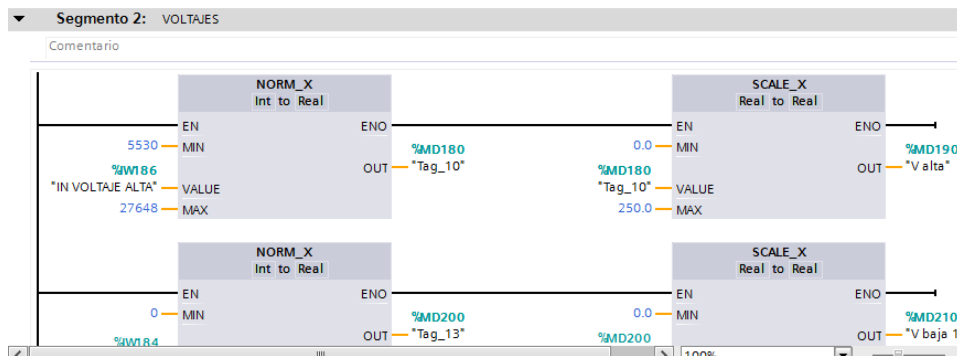 Segmento 2: VOLTAJES
Comentario
NORM_X
Int to Real
EN ENO
5530 MIN
%IW186
"IN VOLTAJE ALTA" VALUE
27648 MAX
%MD180
OUT "Tag_10"
SCALE_X
Real to Real
EN ENO
0.0 MIN
%MD180
"Tag_10" VALUE
250.0 MAX
%MD190
OUT "V alta"
NORM_X
Int to Real
EN ENO
0 MIN
%IW184
%MD200
OUT "Tag_13"
SCALE_X
Real to Real
EN ENO
0.0 MIN
%MD200
%MD210
OUT "V baja 1
100%